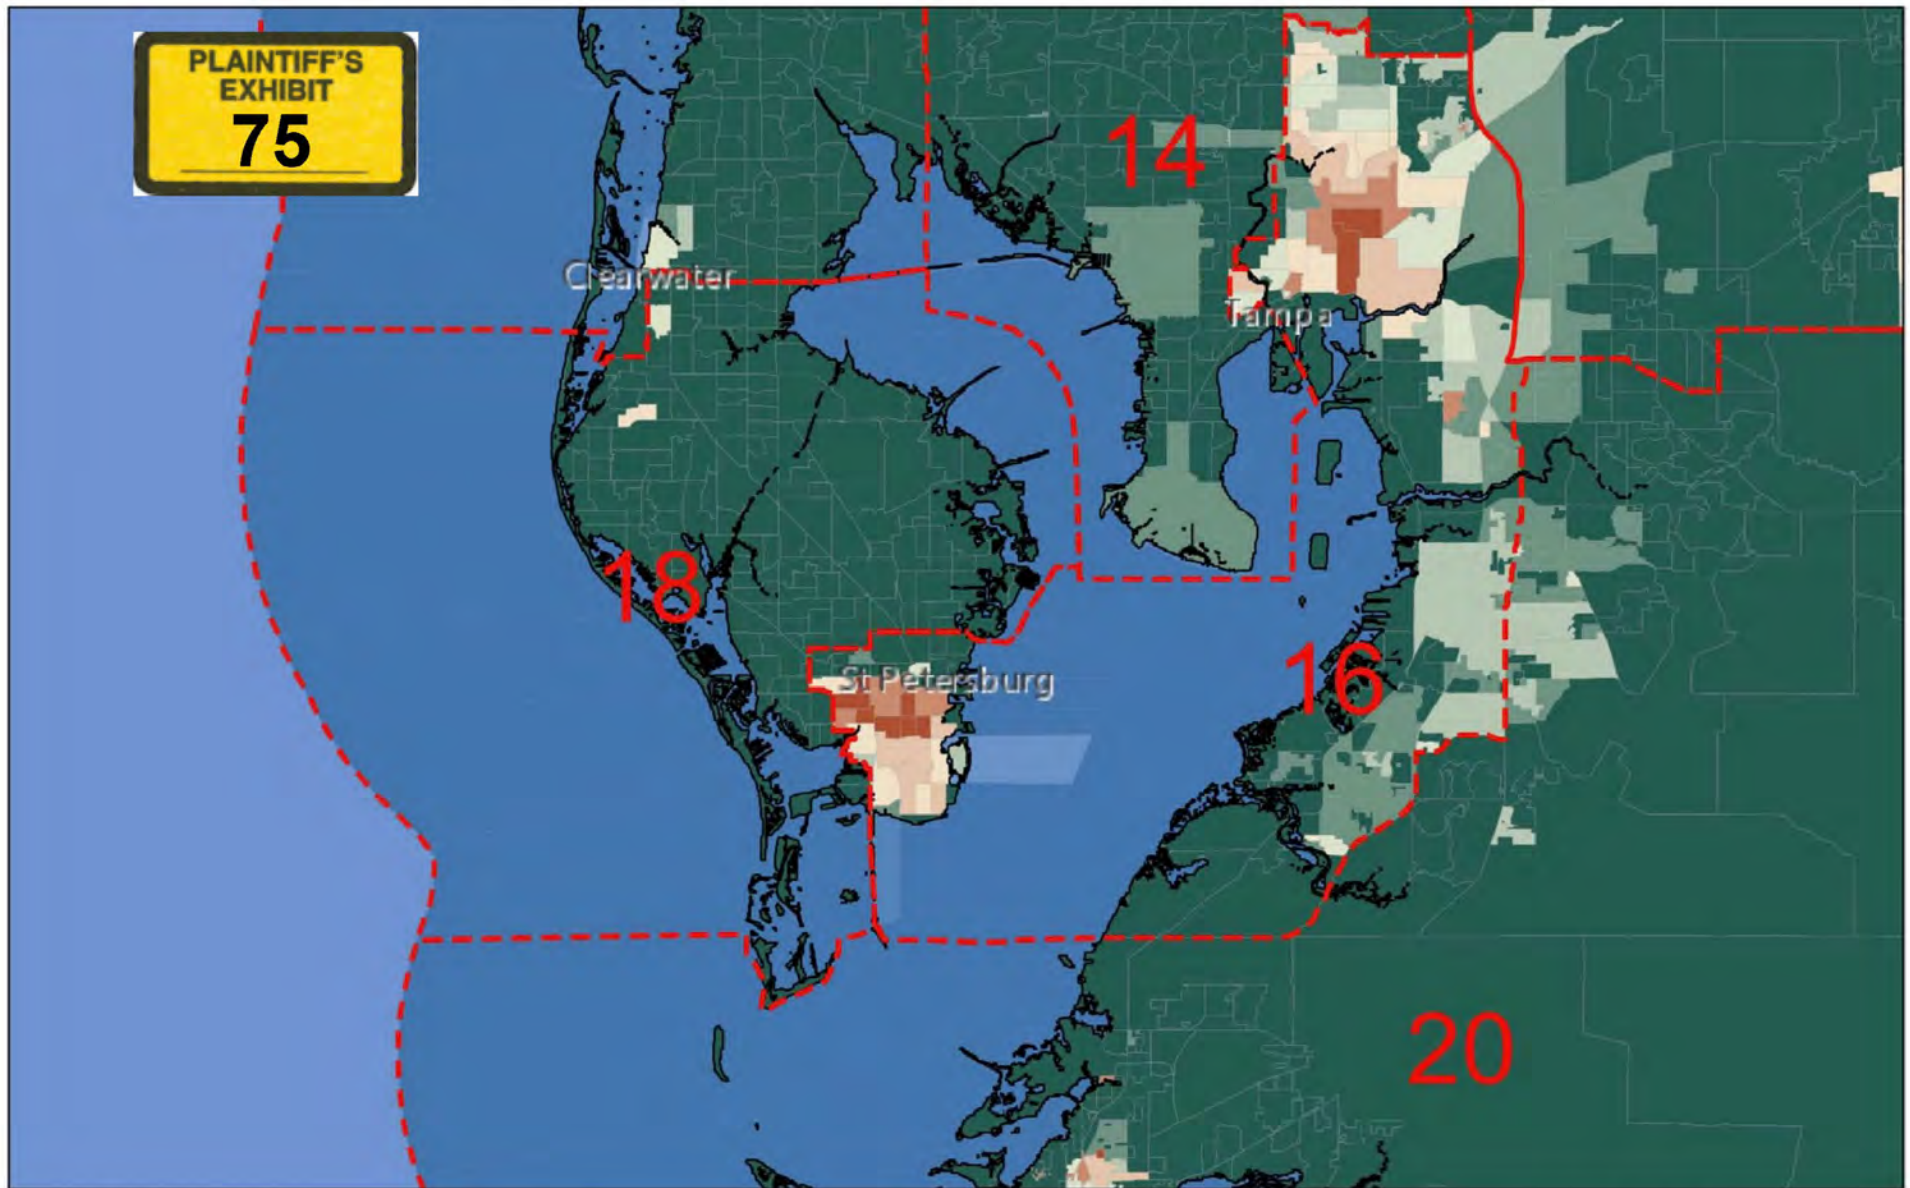 PLAINTIFF'S
EXHIBIT
75
14
Clearwater
Tampa
18
16
St Petersburg
20